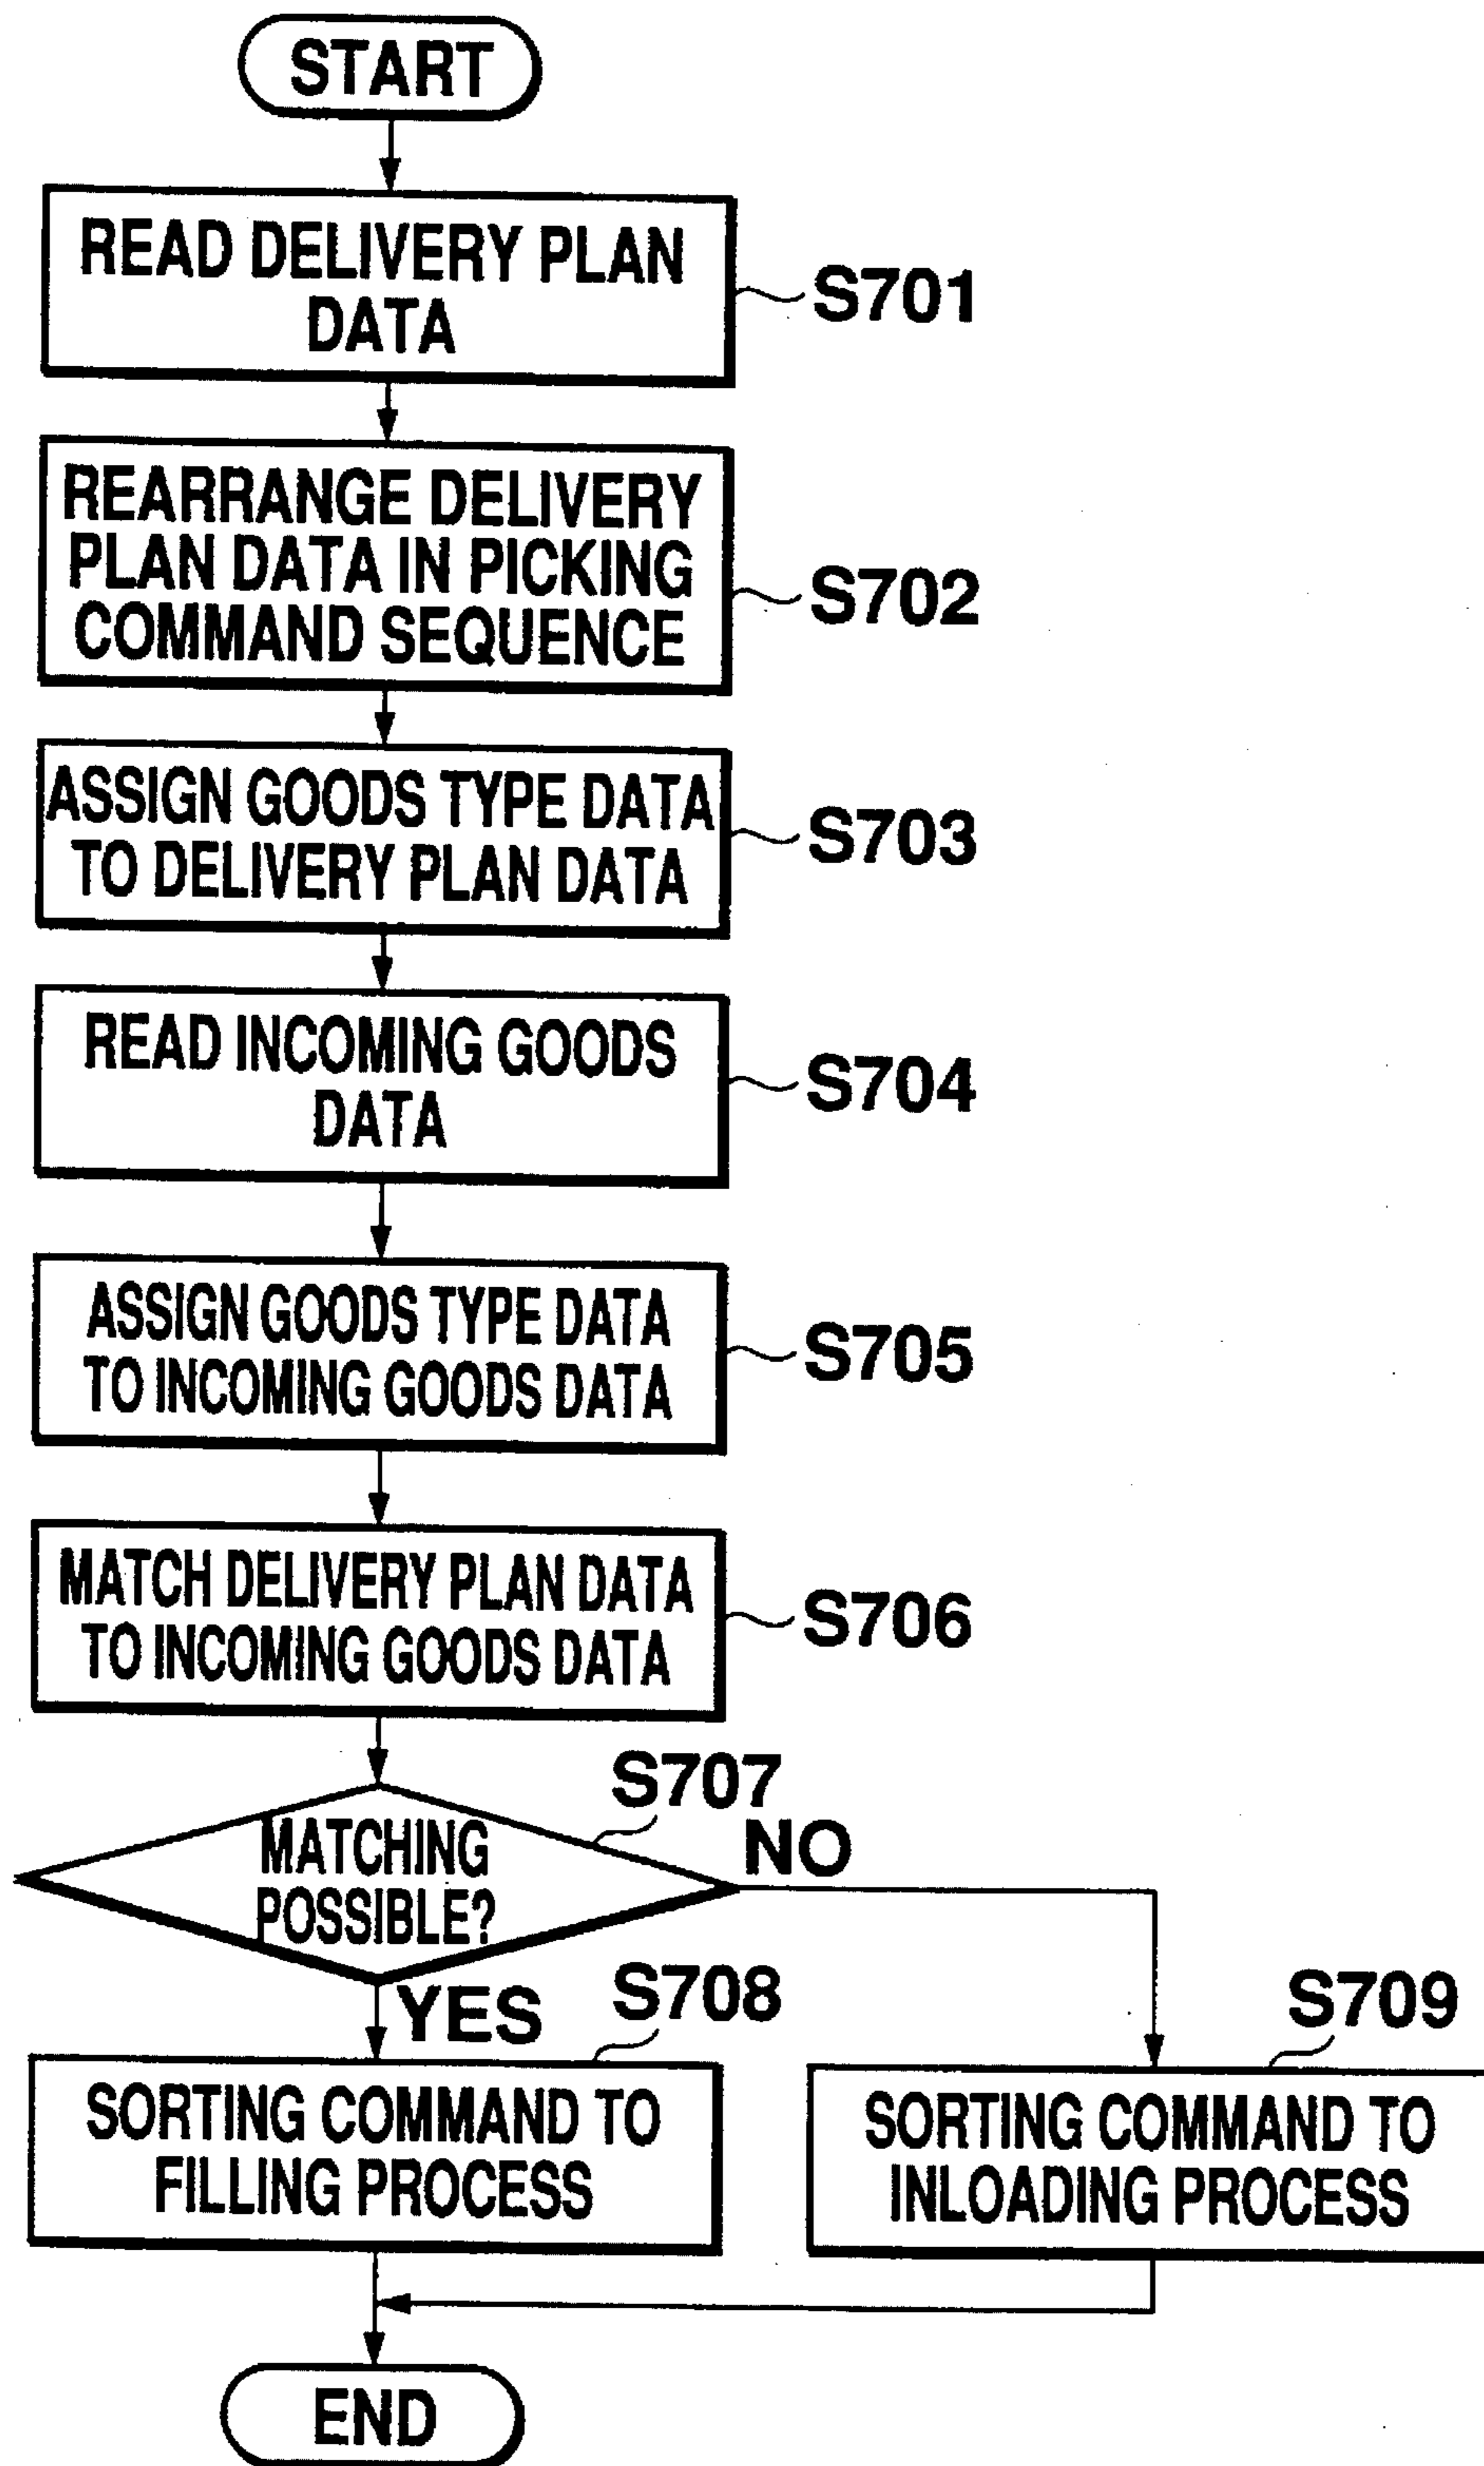 START
READ DELIVERY PLAN
DATA
S701
REARRANGE DELIVERY
PLAN DATA IN PICKING
COMMAND SEQUENCE
S702
ASSIGN GOODS TYPE DATA
TO DELIVERY PLAN DATA
S703
READ INCOMING GOODS
DATA
S704
ASSIGN GOODS TYPE DATA
TO INCOMING GOODS DATA
S705
MATCH DELIVERY PLAN DATA
TO INCOMING GOODS DATA
S706
S707
MATCHING
POSSIBLE?
NO
YES
S708
SORTING COMMAND TO
FILLING PROCESS
S709
SORTING COMMAND TO
INLOADING PROCESS
END